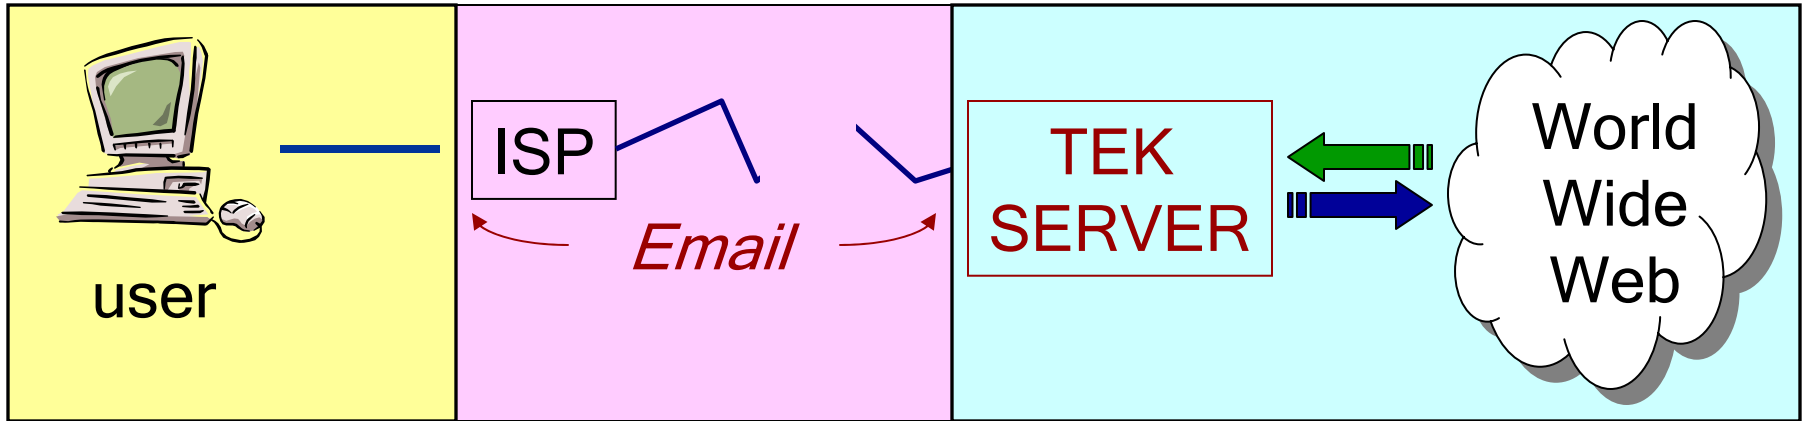 user
ISP
Email
TEK
SERVER
World
Wide
Web